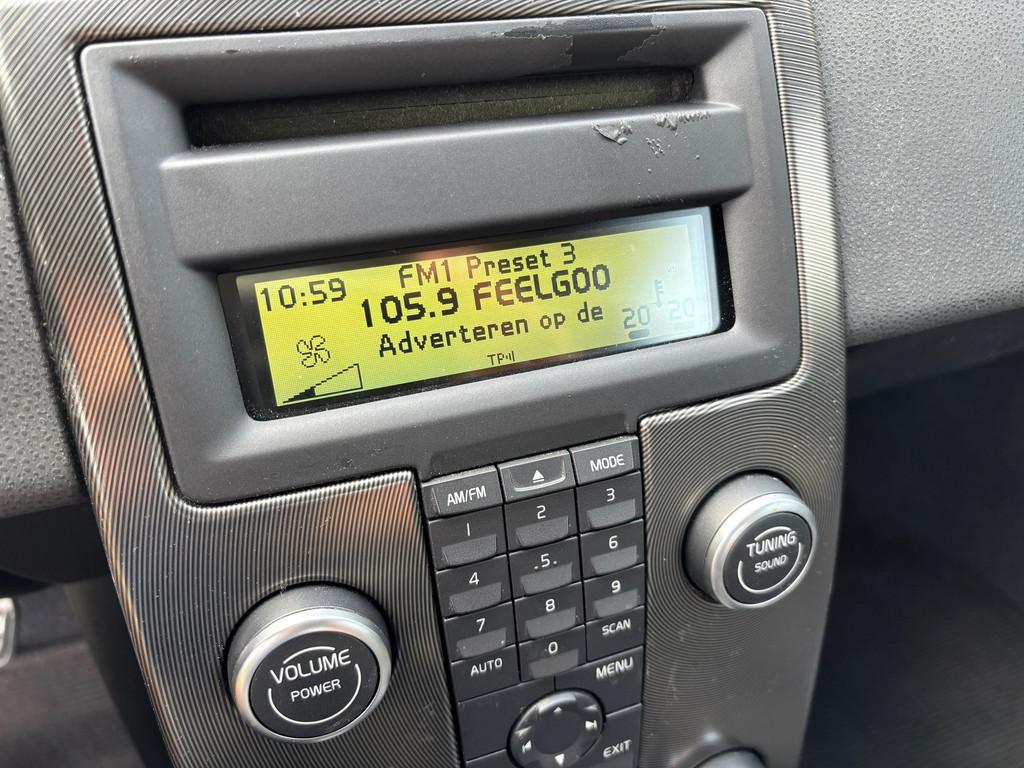 FM1 Preset 3
10:59
105.9 FEELGOO
Adverteren op de
20 20
TP
AM/FM
MODE
1 2 3
4 .5. 6
7 8 9
AUTO 0 SCAN
MENU
EXIT
VOLUME
POWER
TUNING
SOUND